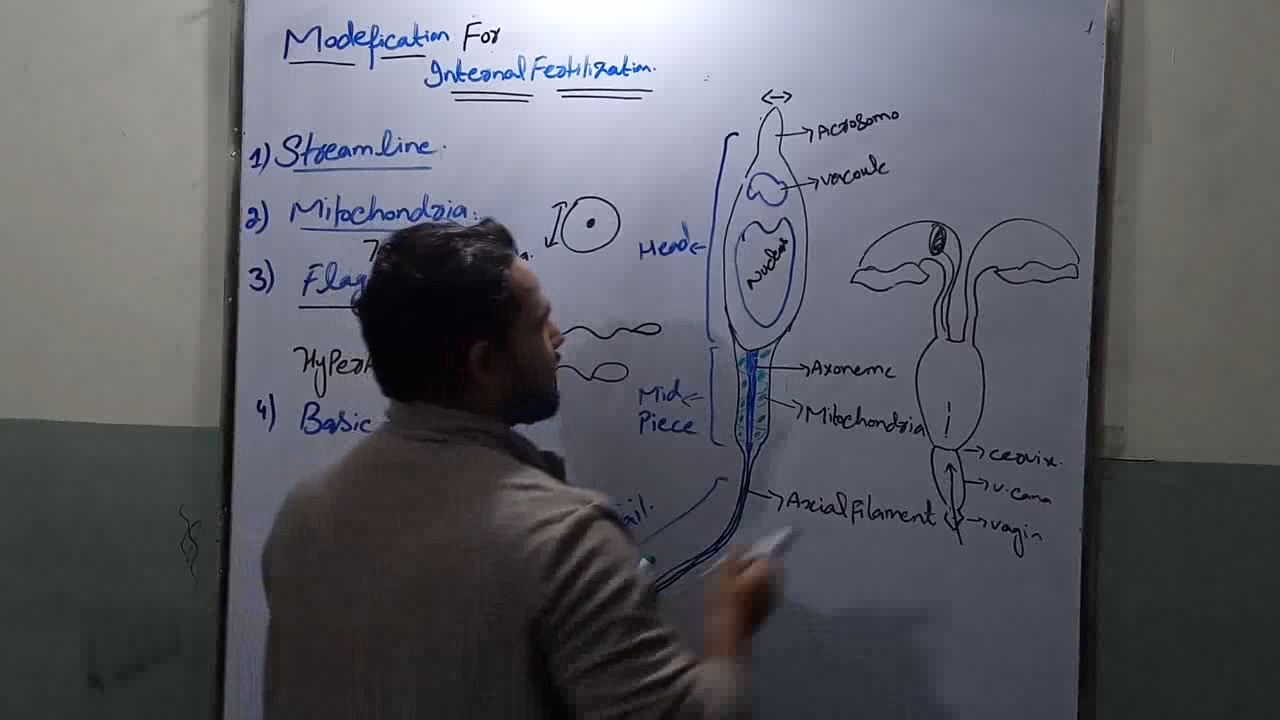 Modefication For
Internal Fertilization.
1) Streamline.
2) Mitochondria.
3) Flag
4) Basic
Acrosomo
vacoule
Head
Nucleus
Mid
Piece
Axoneme
Mitochondria
Axial Filament
cervix.
v.cana
vagin